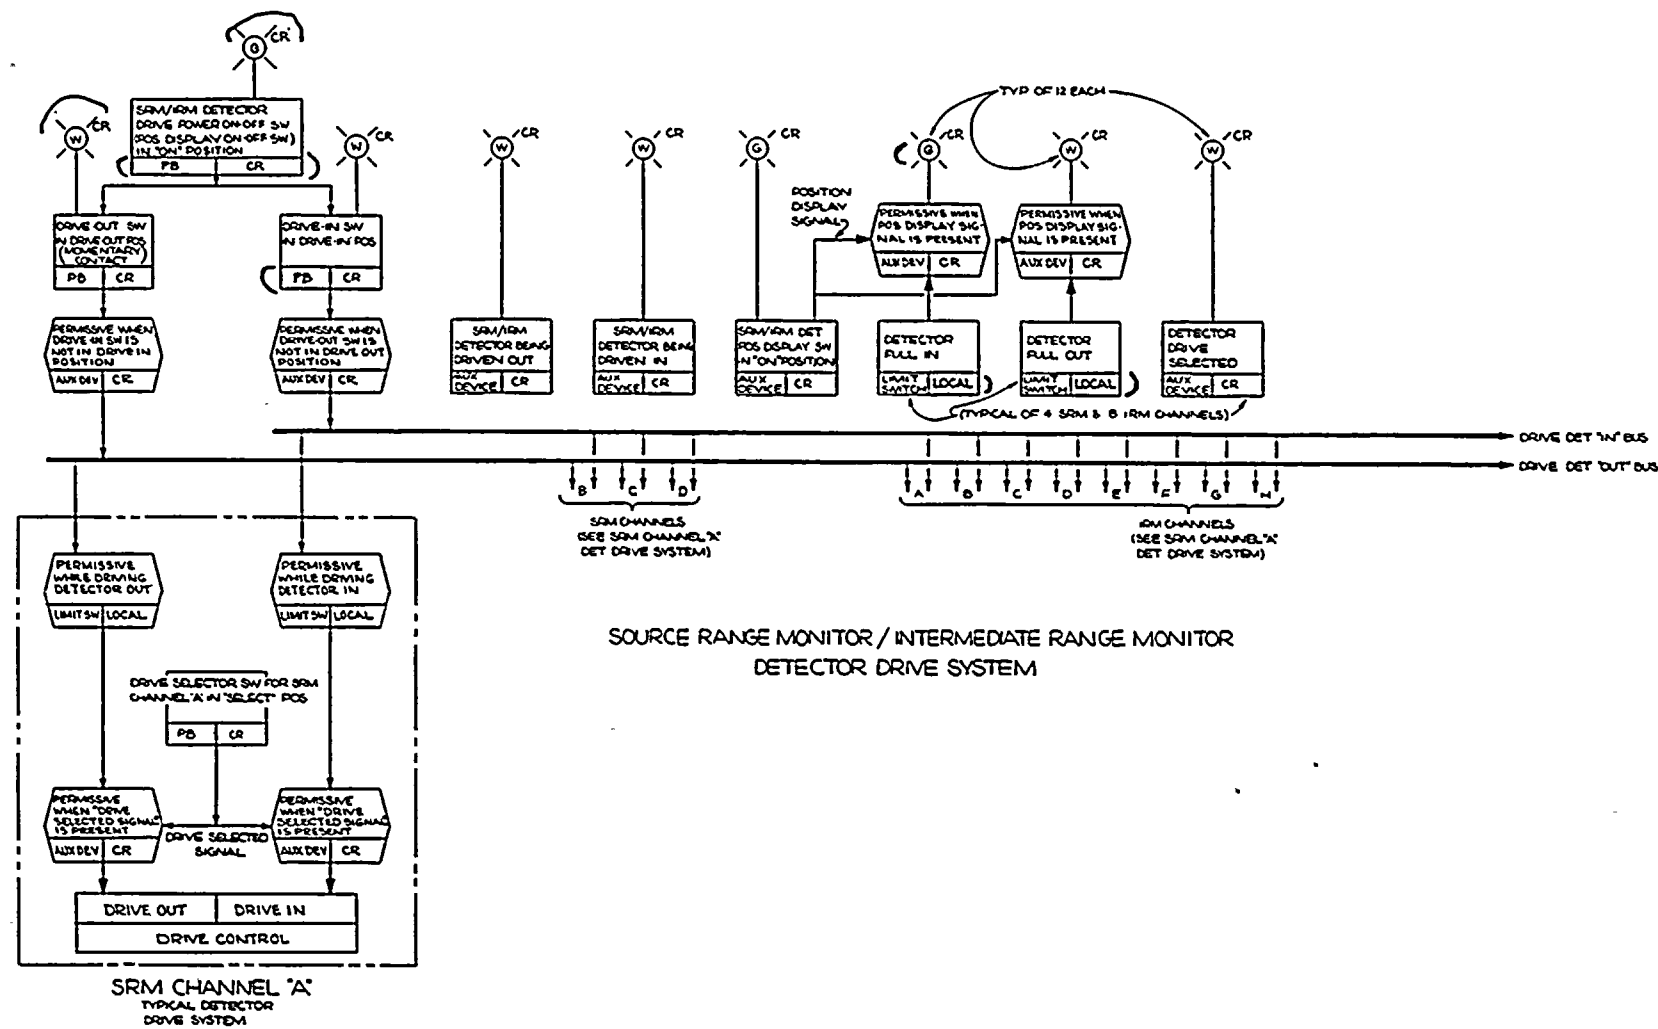 G
CR
W
CR
SRM/IRM DETECTOR
DRIVE POWER ON-OFF SW
(POS DISPLAY ON-OFF SW)
IN "ON" POSITION
PB CR
W
CR
DRIVE-OUT SW
IN DRIVE OUT POS
(MOMENTARY)
CONTACT
PB CR
DRIVE-IN SW
IN DRIVE-IN POS
PB CR
PERMISSIVE WHEN
DRIVE-IN SW IS
NOT IN DRIVE IN
POSITION
AUX DEV CR
PERMISSIVE WHEN
DRIVE-OUT SW IS
NOT IN DRIVE OUT
POSITION
AUX DEV CR
W
CR
SRM/IRM
DETECTOR BEING
DRIVEN OUT
AUX DEVICE CR
W
CR
SRM/IRM
DETECTOR BEING
DRIVEN IN
AUX DEVICE CR
G
CR
SRM/IRM DET
POS DISPLAY SW
IN "ON" POSITION
AUX DEVICE CR
POSITION
DISPLAY
SIGNAL
TYP OF 12 EACH
G
CR
PERMISSIVE WHEN
POS DISPLAY SIG-
NAL IS PRESENT
AUX DEV CR
DETECTOR
FULL IN
LIMIT SWITCH LOCAL
W
CR
PERMISSIVE WHEN
POS DISPLAY SIG-
NAL IS PRESENT
AUX DEV CR
DETECTOR
FULL OUT
LIMIT SWITCH LOCAL
W
CR
DETECTOR
DRIVE
SELECTED
AUX DEVICE CR
(TYPICAL OF 4 SRM & 8 IRM CHANNELS)
DRIVE DET "IN" BUS
DRIVE DET "OUT" BUS
B C D
SRM CHANNELS
(SEE SRM CHANNEL "A"
DET DRIVE SYSTEM)
A B C D E F G H
IRM CHANNELS
(SEE SRM CHANNEL "A"
DET DRIVE SYSTEM)
PERMISSIVE
WHILE DRIVING
DETECTOR OUT
LIMIT SW LOCAL
PERMISSIVE
WHILE DRIVING
DETECTOR IN
LIMIT SW LOCAL
DRIVE SELECTOR SW FOR SRM
CHANNEL "A" IN "SELECT" POS
PB CR
PERMISSIVE
WHEN "DRIVE
SELECTED SIGNAL"
IS PRESENT
AUX DEV CR
DRIVE SELECTED
SIGNAL
PERMISSIVE
WHEN "DRIVE
SELECTED SIGNAL"
IS PRESENT
AUX DEV CR
DRIVE OUT DRIVE IN
DRIVE CONTROL
SRM CHANNEL "A"
TYPICAL DETECTOR
DRIVE SYSTEM
SOURCE RANGE MONITOR / INTERMEDIATE RANGE MONITOR
DETECTOR DRIVE SYSTEM